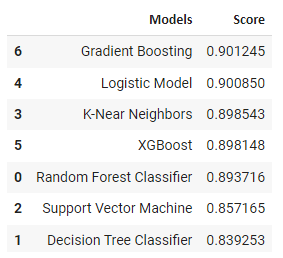 Models Score
6 Gradient Boosting 0.901245
4 Logistic Model 0.900850
3 K-Near Neighbors 0.898543
5 XGBoost 0.898148
0 Random Forest Classifier 0.893716
2 Support Vector Machine 0.857165
1 Decision Tree Classifier 0.839253